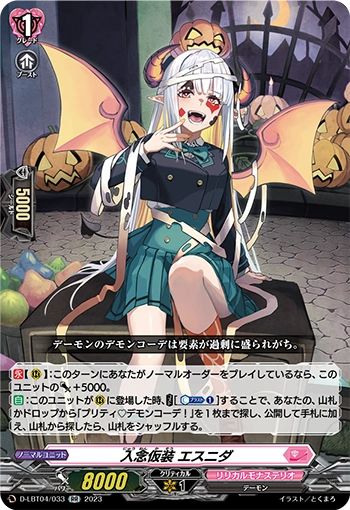 グレード
1
ブースト
シールド
5000
デーモンのデモンコーデは要素が過剰に盛られがち。
永【】:このターンにあなたがノーマルオーダーをプレイしているなら、この
ユニットの+5000。
自:このユニットが【】に登場した時、【1】することで、あなたの、山札
かドロップから「プリティ♡デモンコーデ!」を1枚まで探し、公開して手札に加
え、山札から探したら、山札をシャッフルする。
ノーマルユニット
入念仮装 エスニダ
パワー
8000
クリティカル
1
リリカルモナステリオ
デーモン
D-LBT04/033 RR 2023
イラスト/とくまろ